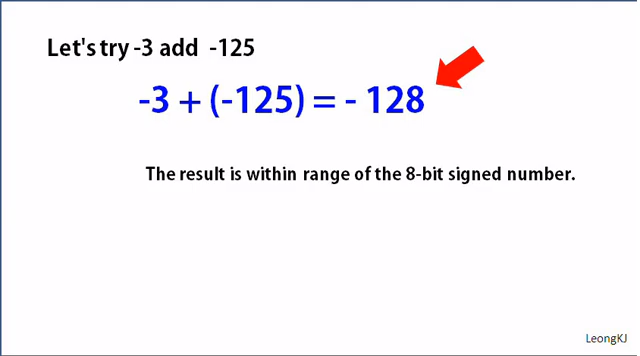 Let's try -3 add -125
-3 + (-125) = - 128
The result is within range of the 8-bit signed number.
LeongKJ